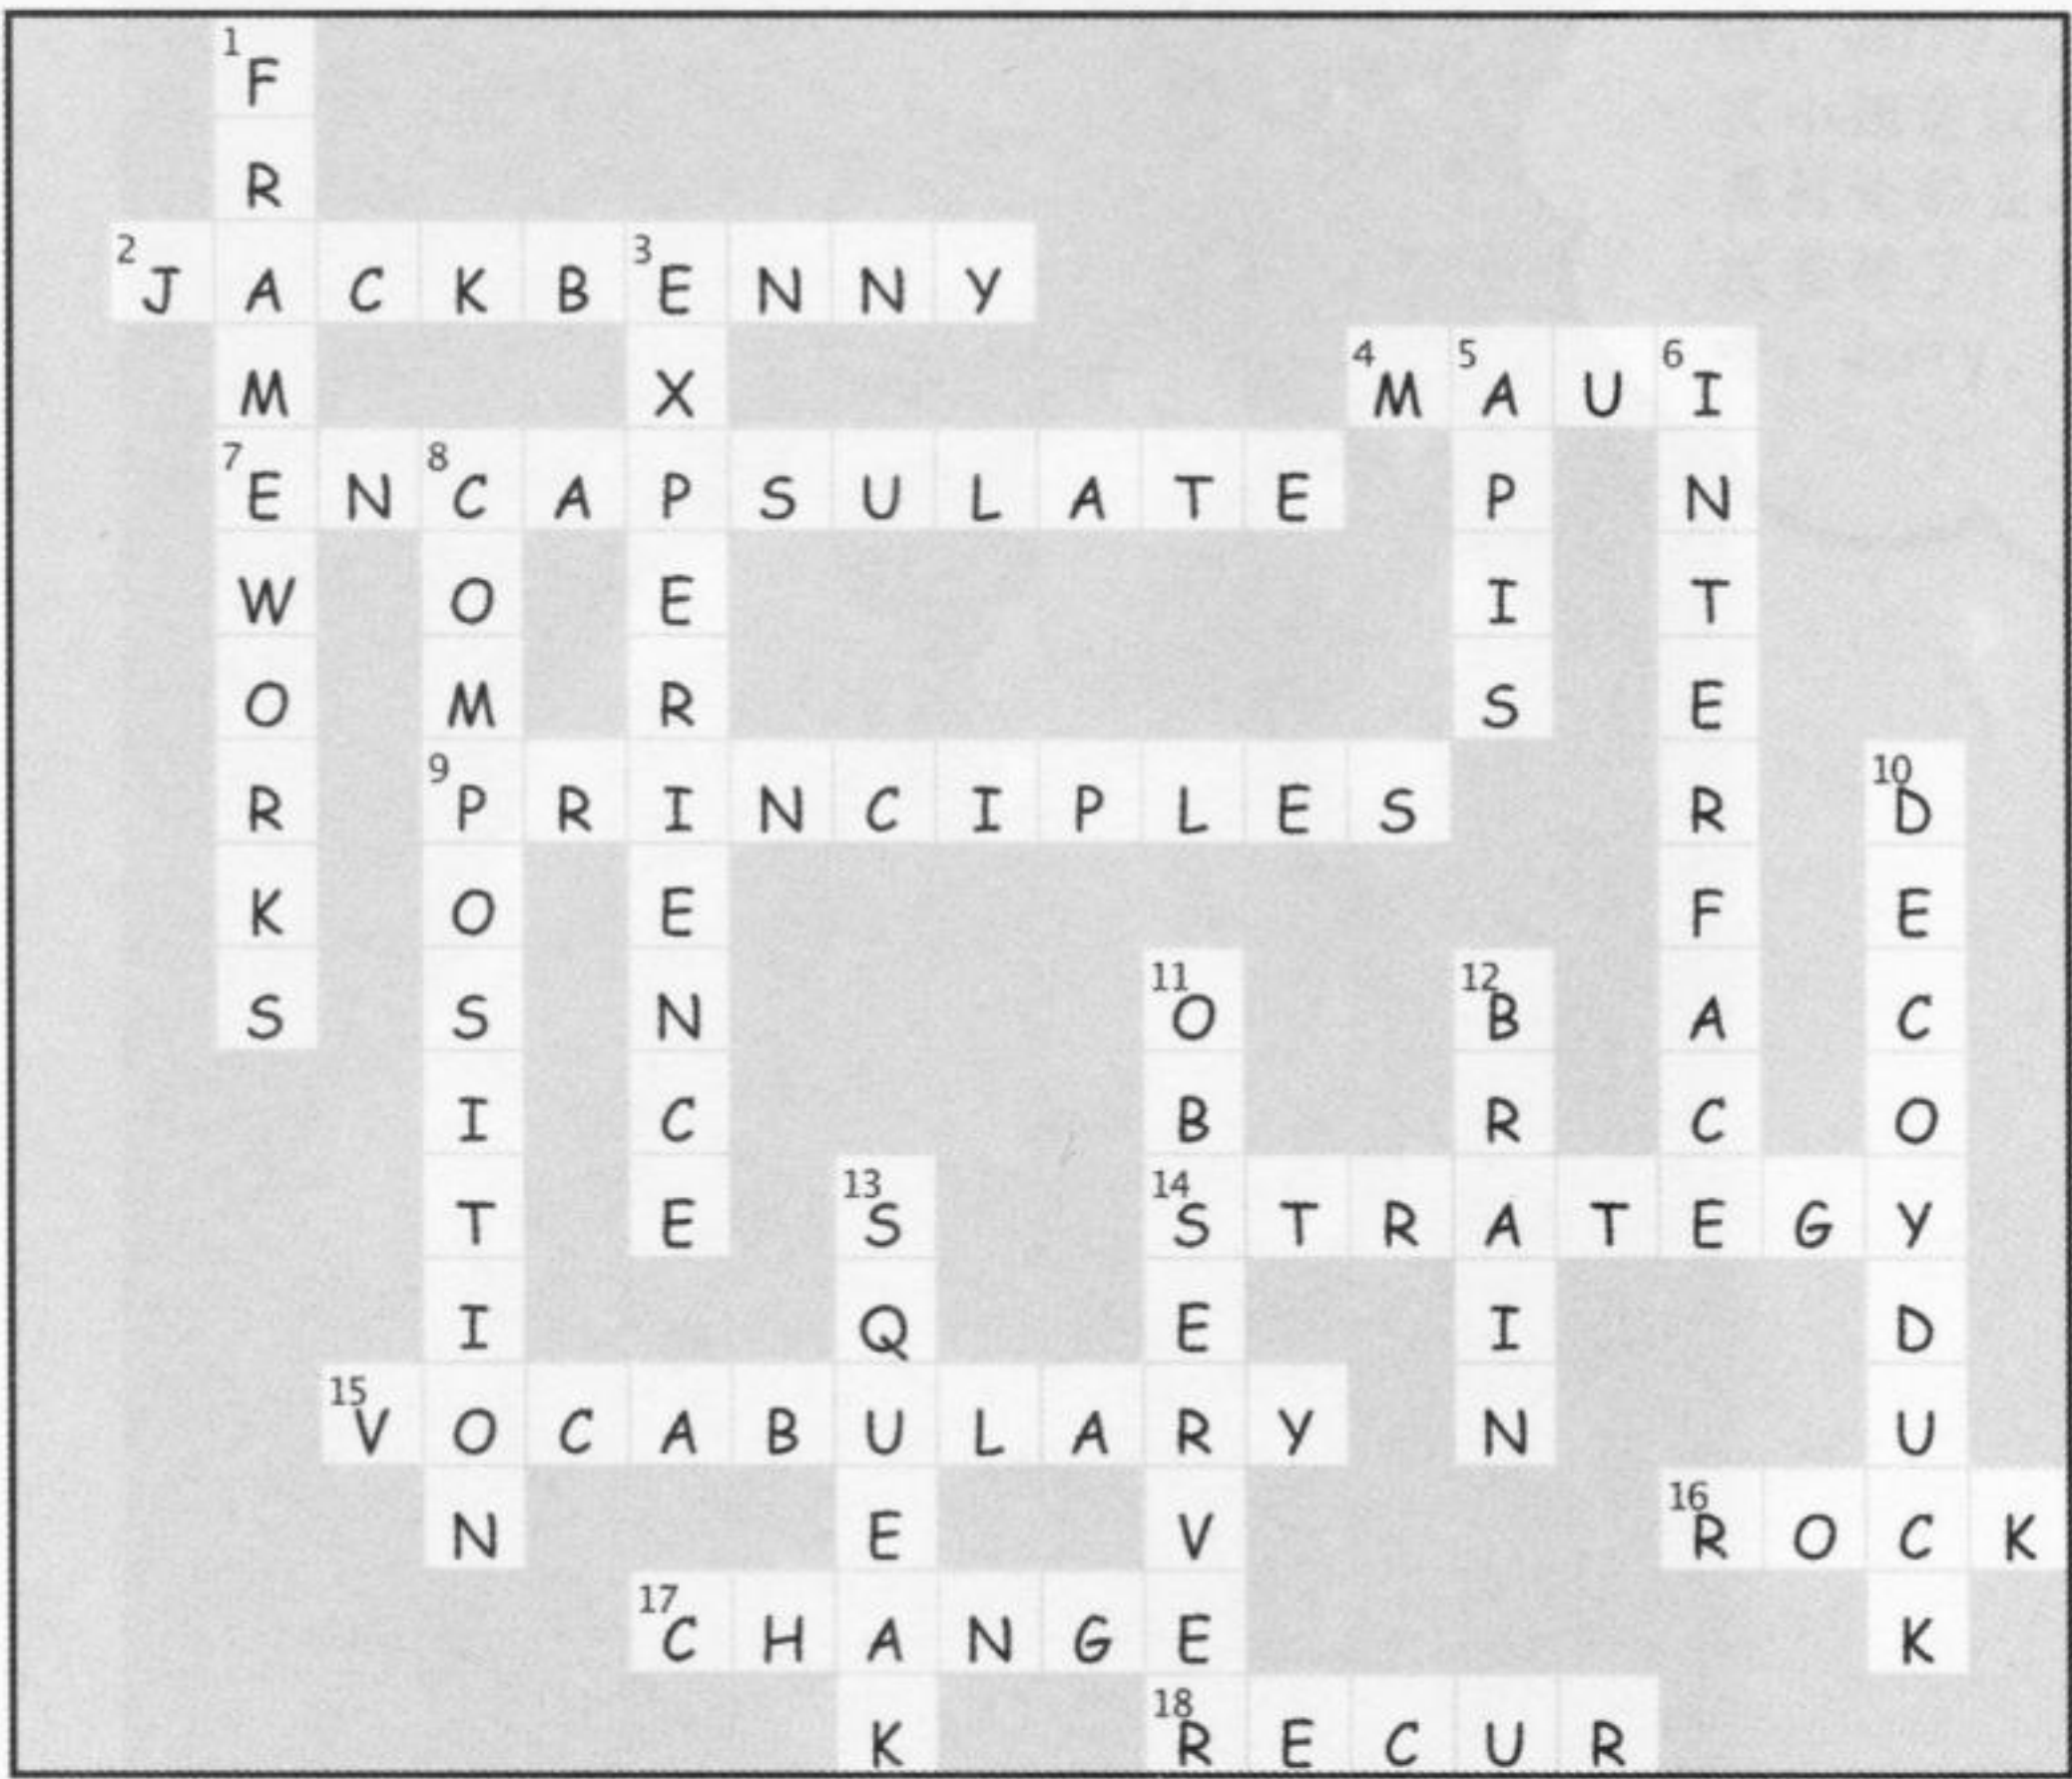 1 F
R
2 J A C K B 3 E N N Y
M X 4 M 5 A U 6 I
7 E N 8 C A P S U L A T E P N
W O E I T
O M R S E
R 9 P R I N C I P L E S R 10 D
K O E F E
S S N 11 O 12 B A C
I C B R C O
T E 13 S 14 S T R A T E G Y
I Q E I D
15 V O C A B U L A R Y N U
N E V 16 R O C K
17 C H A N G E K
K 18 R E C U R